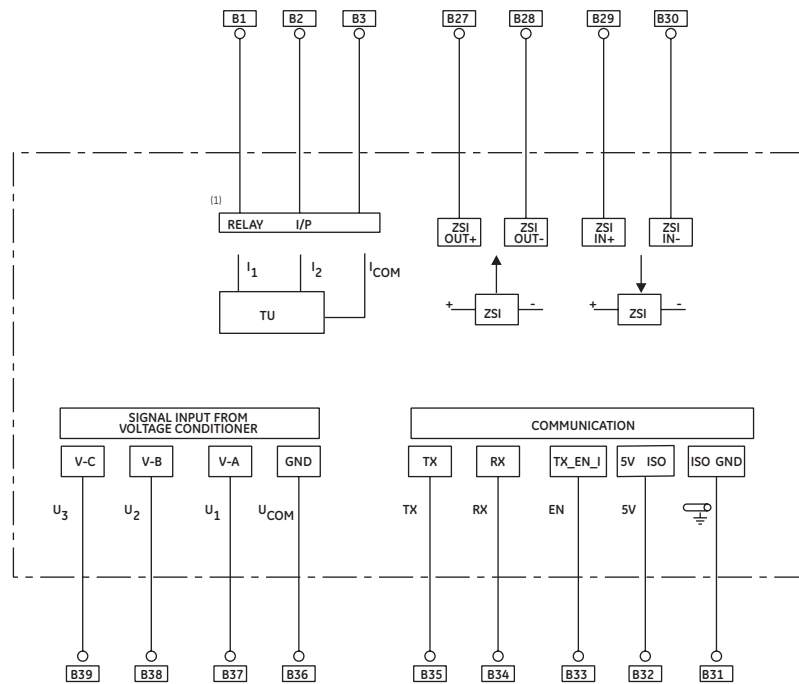 B1 B2 B3 B27 B28 B29 B30
(1)
RELAY I/P
ZSI OUT+
ZSI OUT-
ZSI IN+
ZSI IN-
I1 I2 ICOM
TU
+ ZSI -
+ ZSI -
SIGNAL INPUT FROM
VOLTAGE CONDITIONER
COMMUNICATION
V-C V-B V-A GND
TX RX TX_EN_I 5V ISO ISO GND
U3 U2 U1 UCOM
TX RX EN 5V
B39 B38 B37 B36 B35 B34 B33 B32 B31